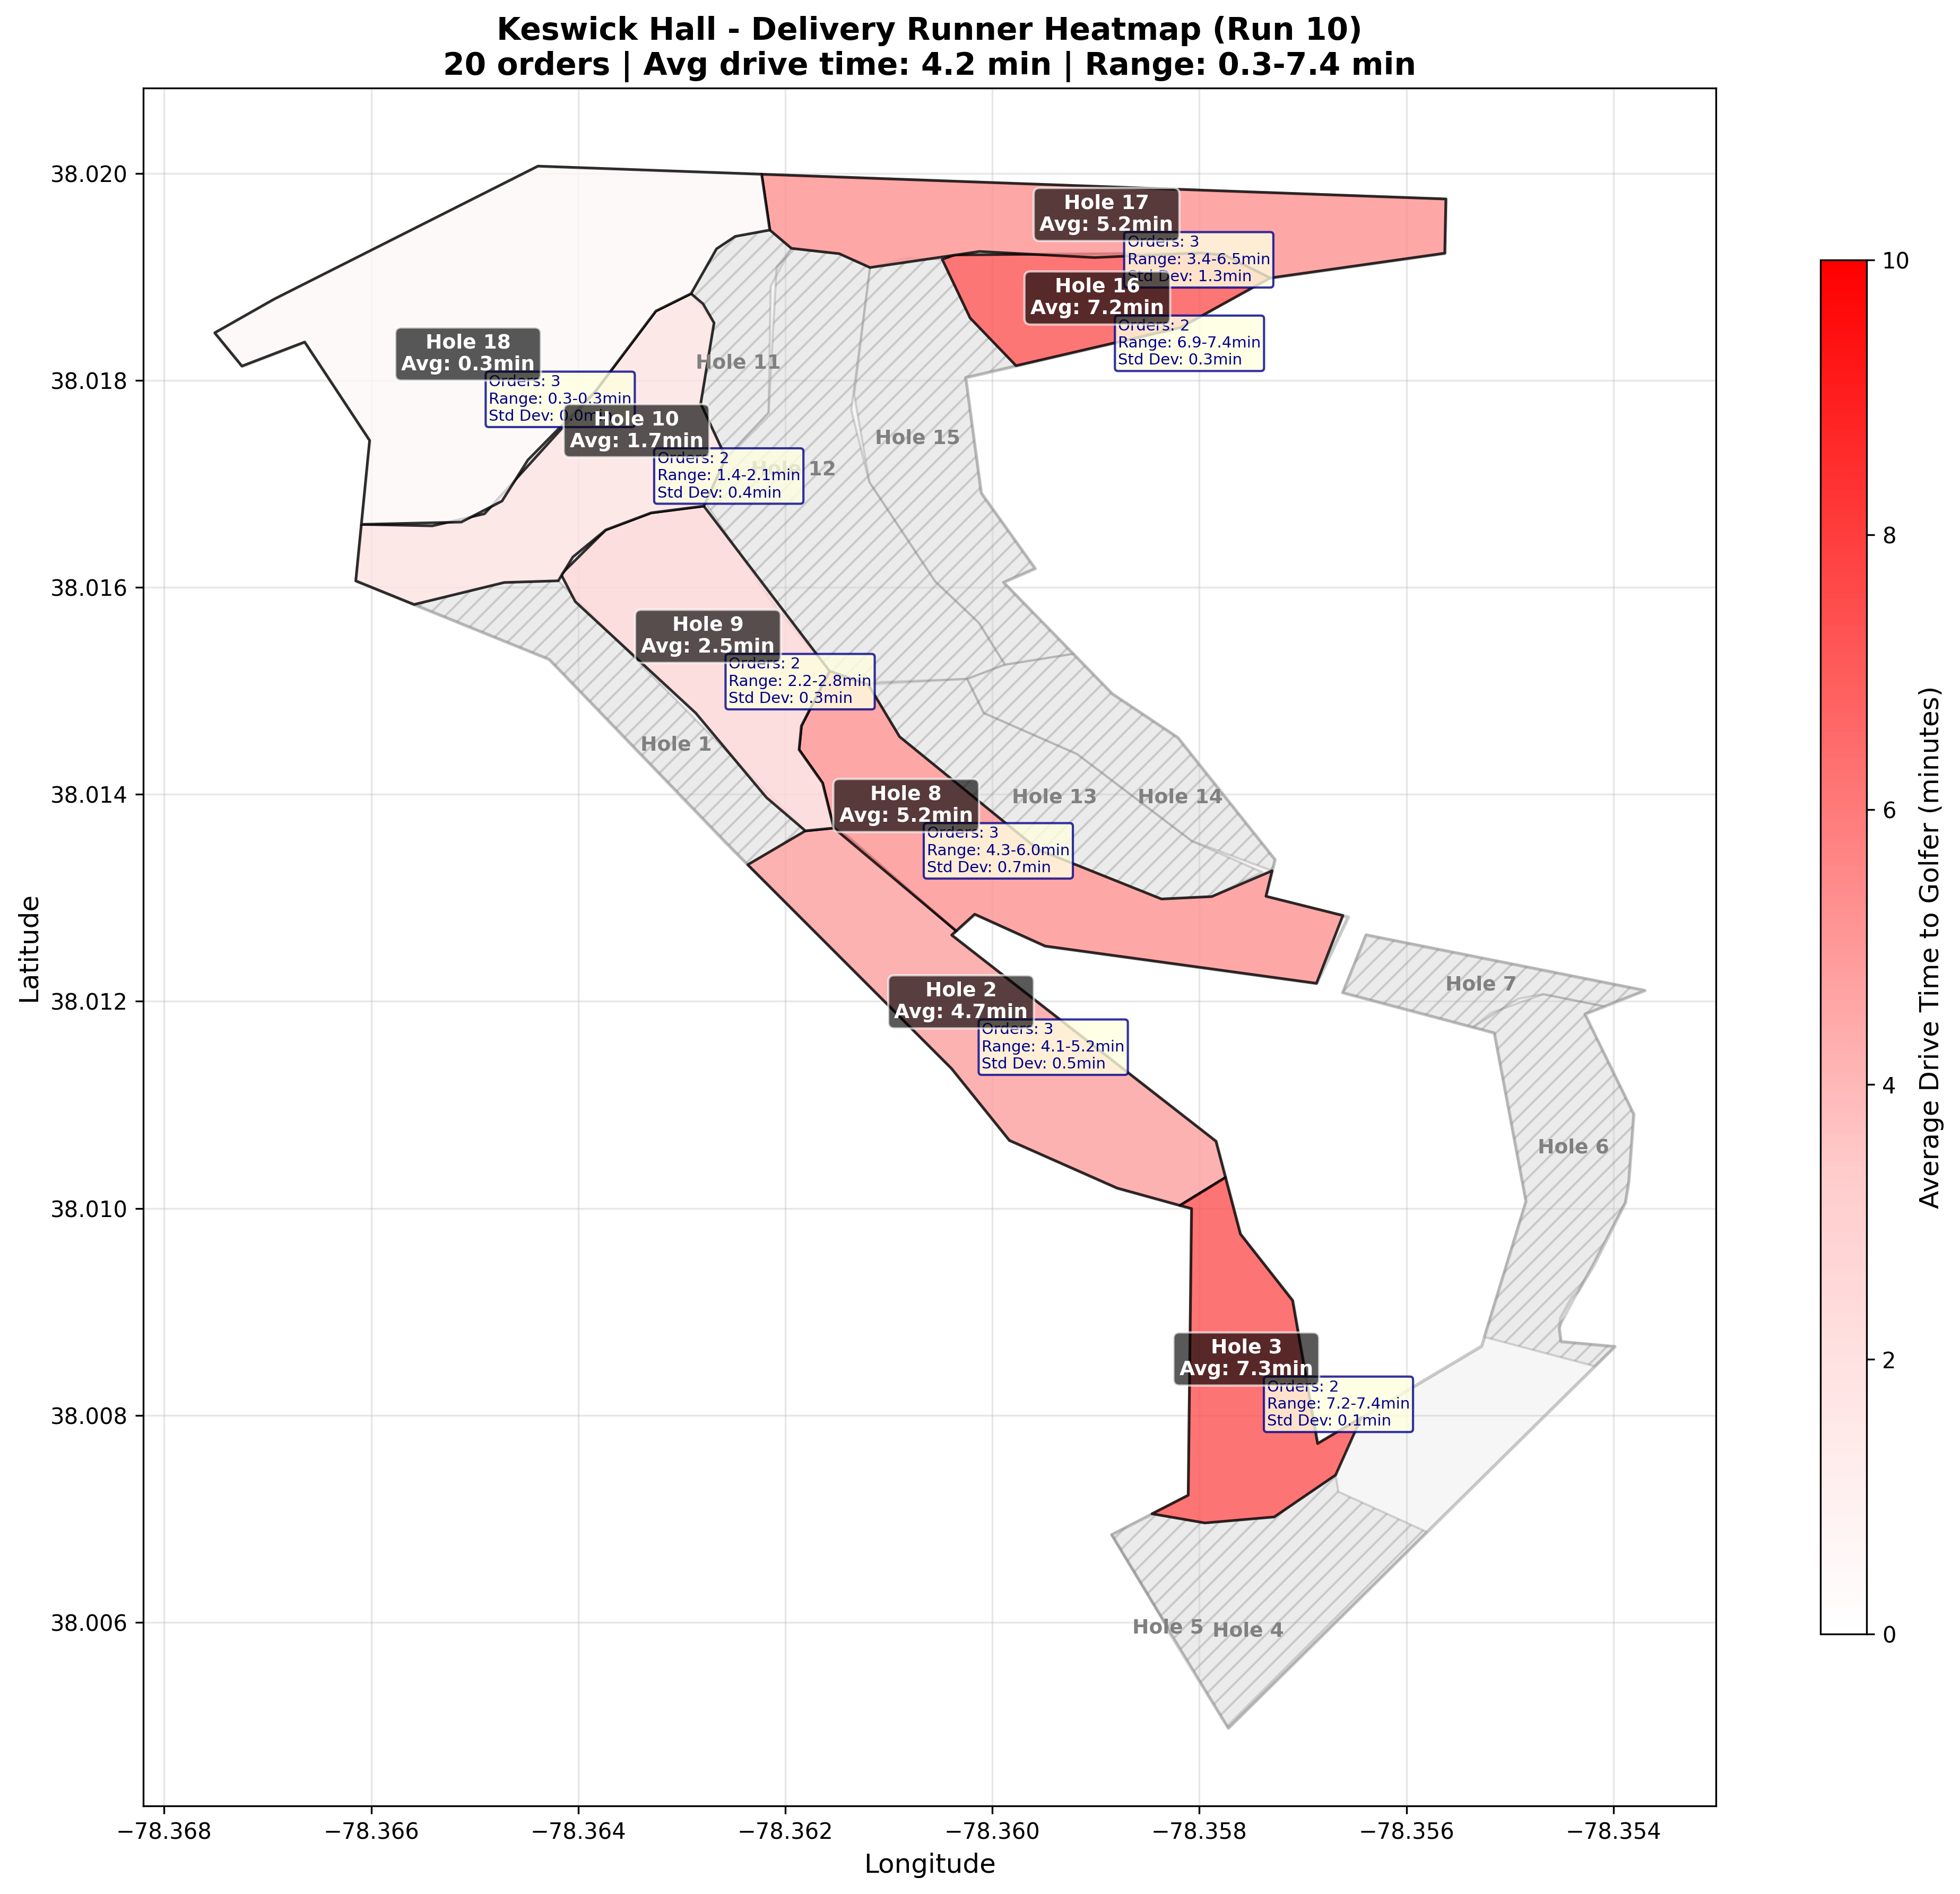 Keswick Hall - Delivery Runner Heatmap (Run 10)
20 orders | Avg drive time: 4.2 min | Range: 0.3-7.4 min
Latitude
38.020
38.018
38.016
38.014
38.012
38.010
38.008
38.006
Hole 17
Avg: 5.2min
Orders: 3
Range: 3.4-6.5min
Std Dev: 1.3min
Hole 16
Avg: 7.2min
Orders: 2
Range: 6.9-7.4min
Std Dev: 0.3min
Hole 18
Avg: 0.3min
Orders: 3
Range: 0.3-0.3min
Std Dev: 0.0min
Hole 11
Hole 10
Avg: 1.7min
Orders: 2
Range: 1.4-2.1min
Std Dev: 0.4min
Hole 12
Hole 15
Hole 9
Avg: 2.5min
Orders: 2
Range: 2.2-2.8min
Std Dev: 0.3min
Hole 1
Hole 8
Avg: 5.2min
Orders: 3
Range: 4.3-6.0min
Std Dev: 0.7min
Hole 13
Hole 14
Hole 2
Avg: 4.7min
Orders: 3
Range: 4.1-5.2min
Std Dev: 0.5min
Hole 7
Hole 6
Hole 3
Avg: 7.3min
Orders: 2
Range: 7.2-7.4min
Std Dev: 0.1min
Hole 5
Hole 4
−78.368
−78.366
−78.364
−78.362
−78.360
−78.358
−78.356
−78.354
Longitude
10
8
6
4
2
0
Average Drive Time to Golfer (minutes)